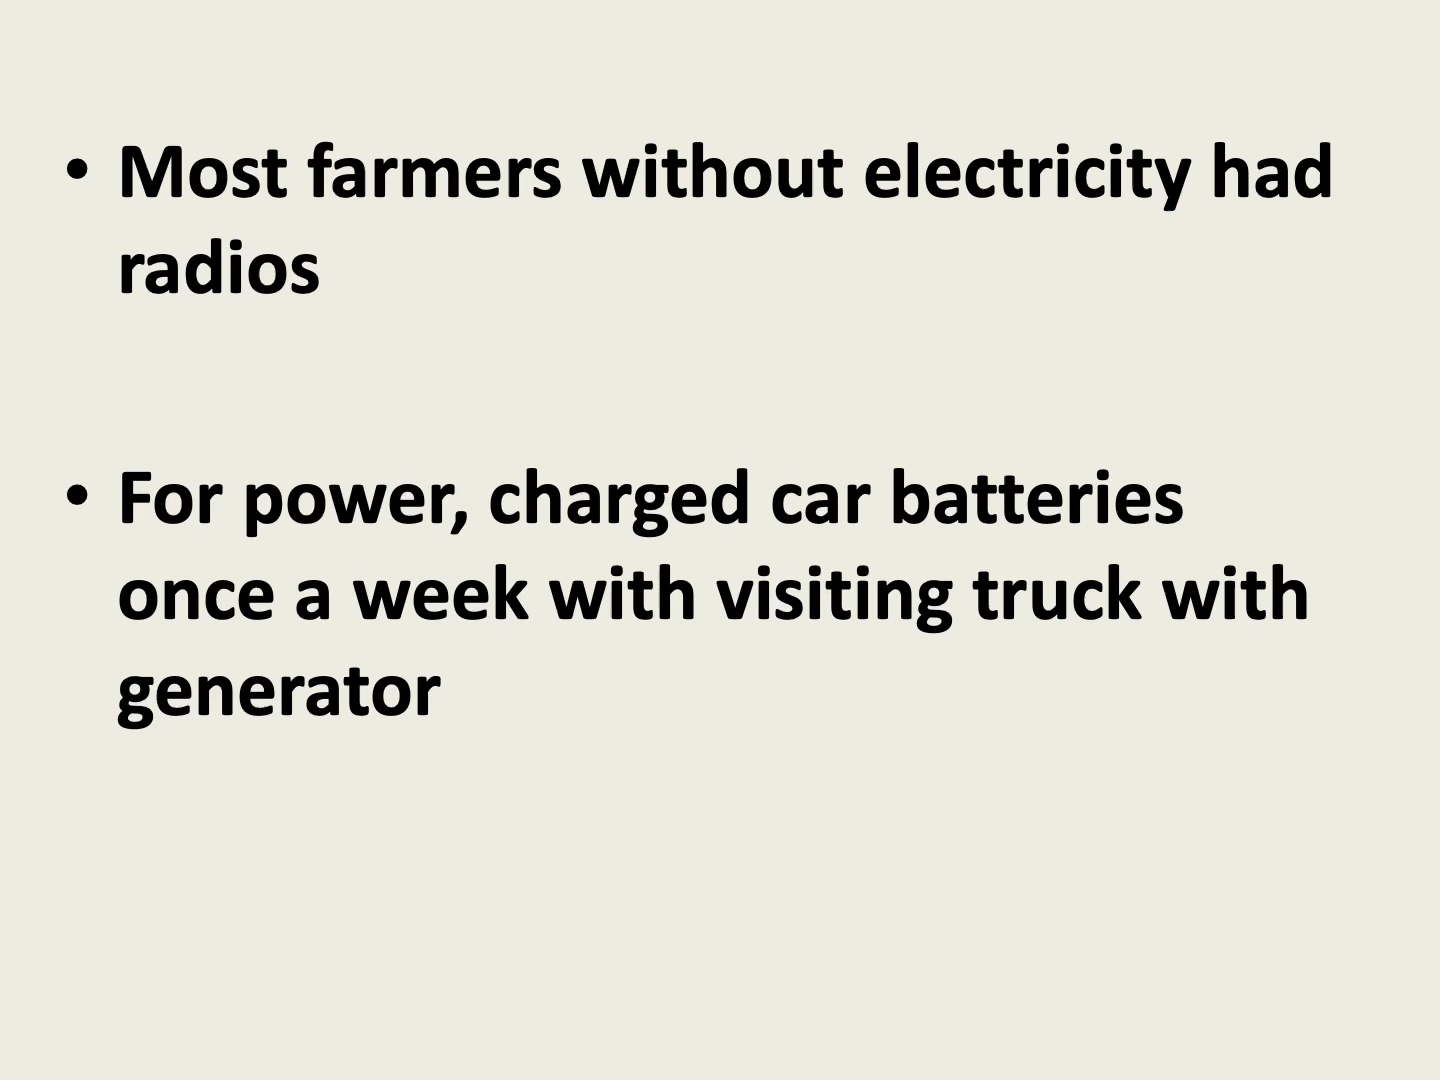 • Most farmers without electricity had
radios
• For power, charged car batteries
once a week with visiting truck with
generator